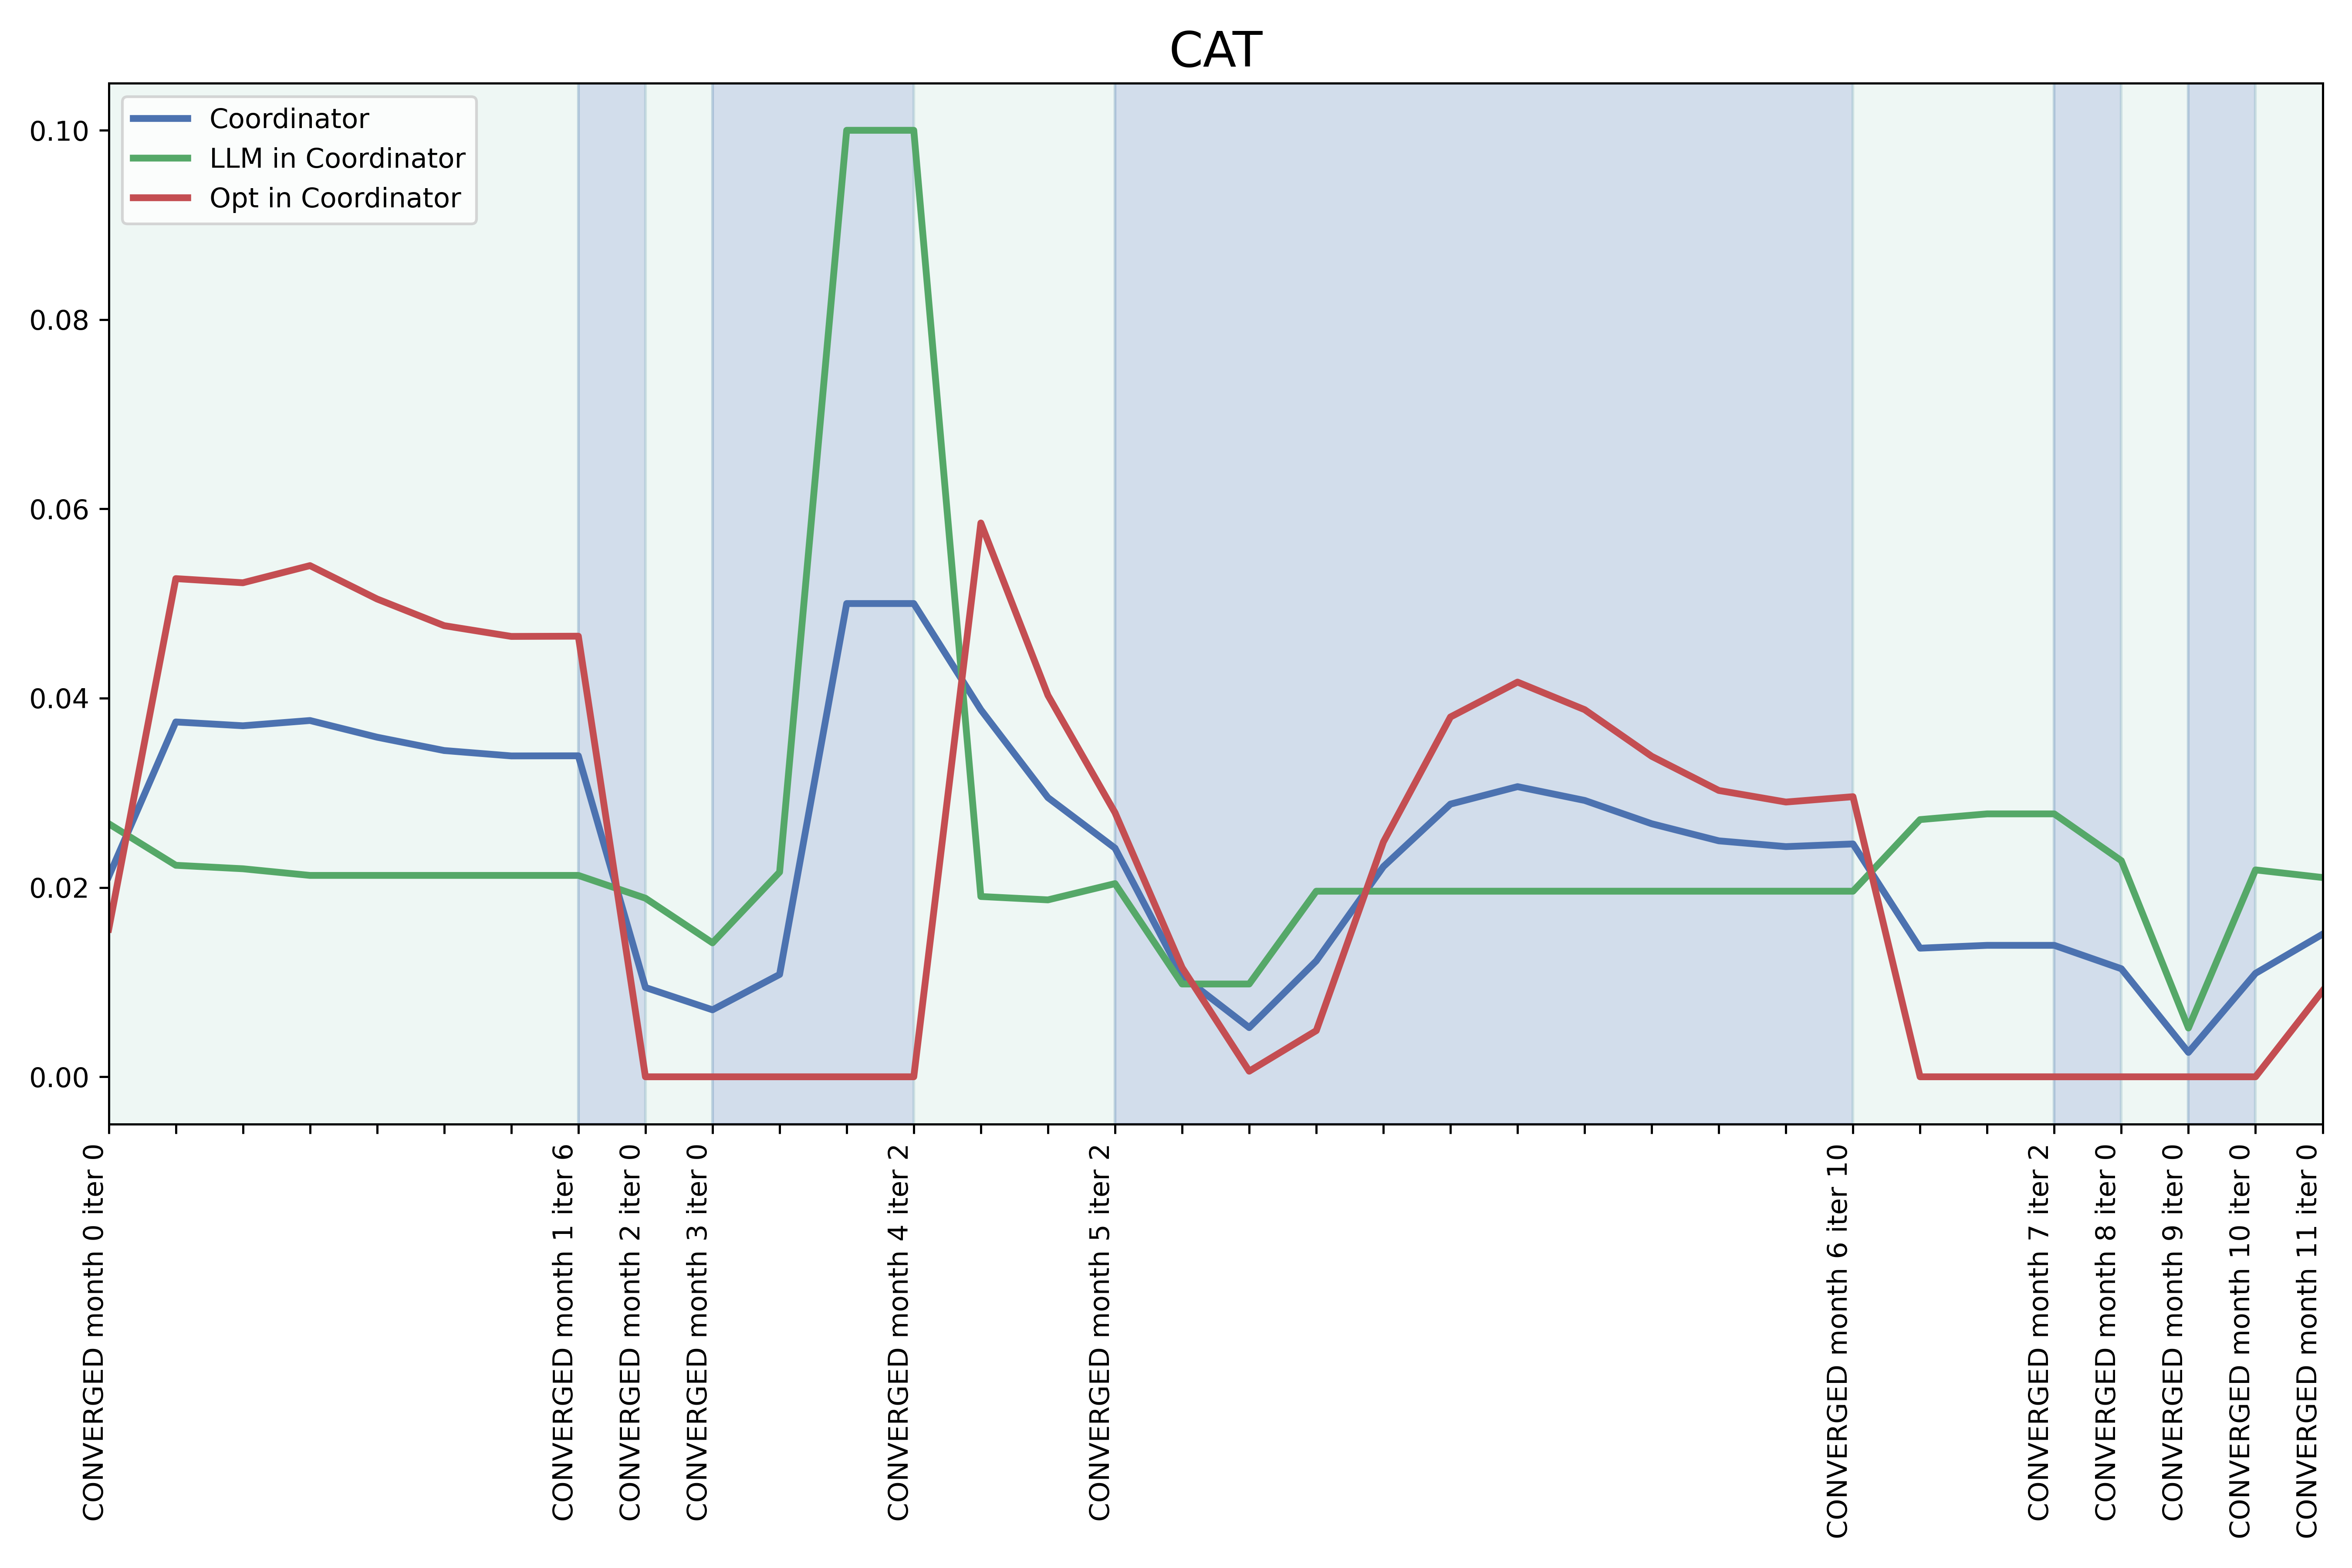 CAT
Coordinator
LLM in Coordinator
Opt in Coordinator
0.10
0.08
0.06
0.04
0.02
0.00
CONVERGED month 0 iter 0
CONVERGED month 1 iter 6
CONVERGED month 2 iter 0
CONVERGED month 3 iter 0
CONVERGED month 4 iter 2
CONVERGED month 5 iter 2
CONVERGED month 6 iter 10
CONVERGED month 7 iter 2
CONVERGED month 8 iter 0
CONVERGED month 9 iter 0
CONVERGED month 10 iter 0
CONVERGED month 11 iter 0